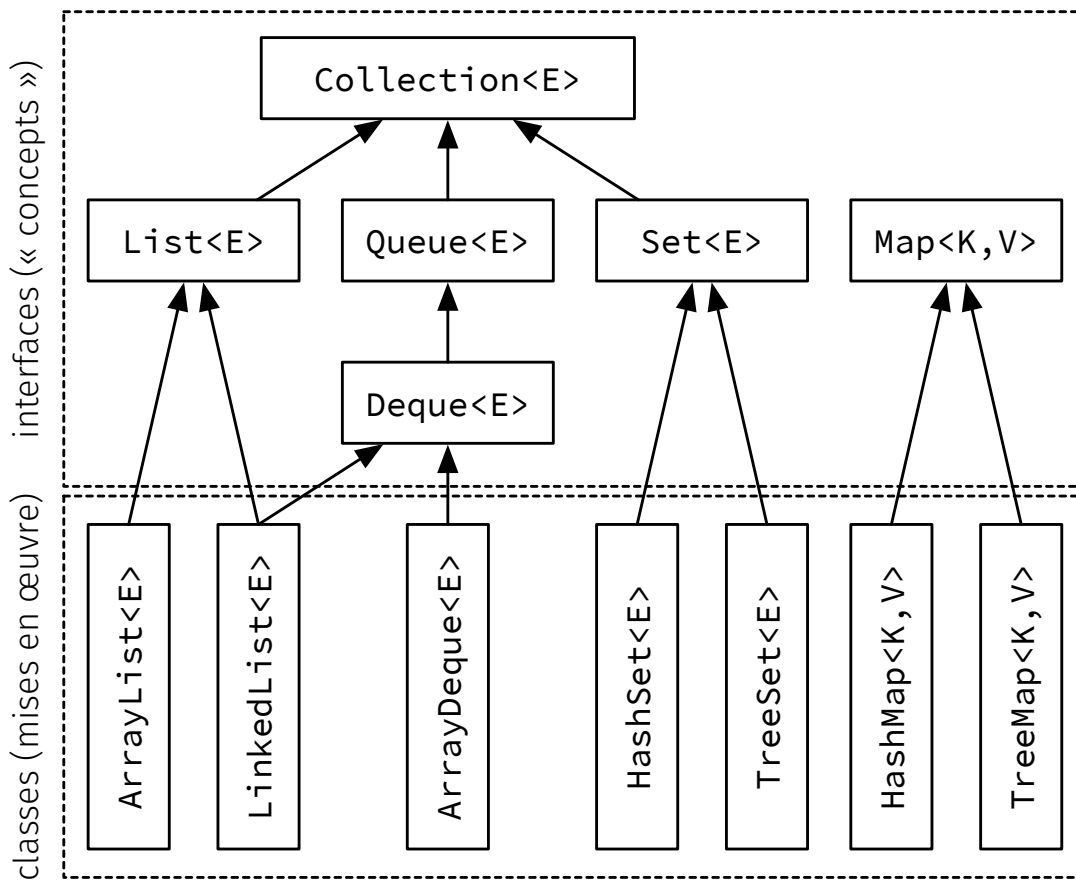 interfaces (« concepts »)
Collection<E>
List<E>
Queue<E>
Set<E>
Map<K,V>
Deque<E>
classes (mises en œuvre)
ArrayList<E>
LinkedList<E>
ArrayDeque<E>
HashSet<E>
TreeSet<E>
HashMap<K,V>
TreeMap<K,V>